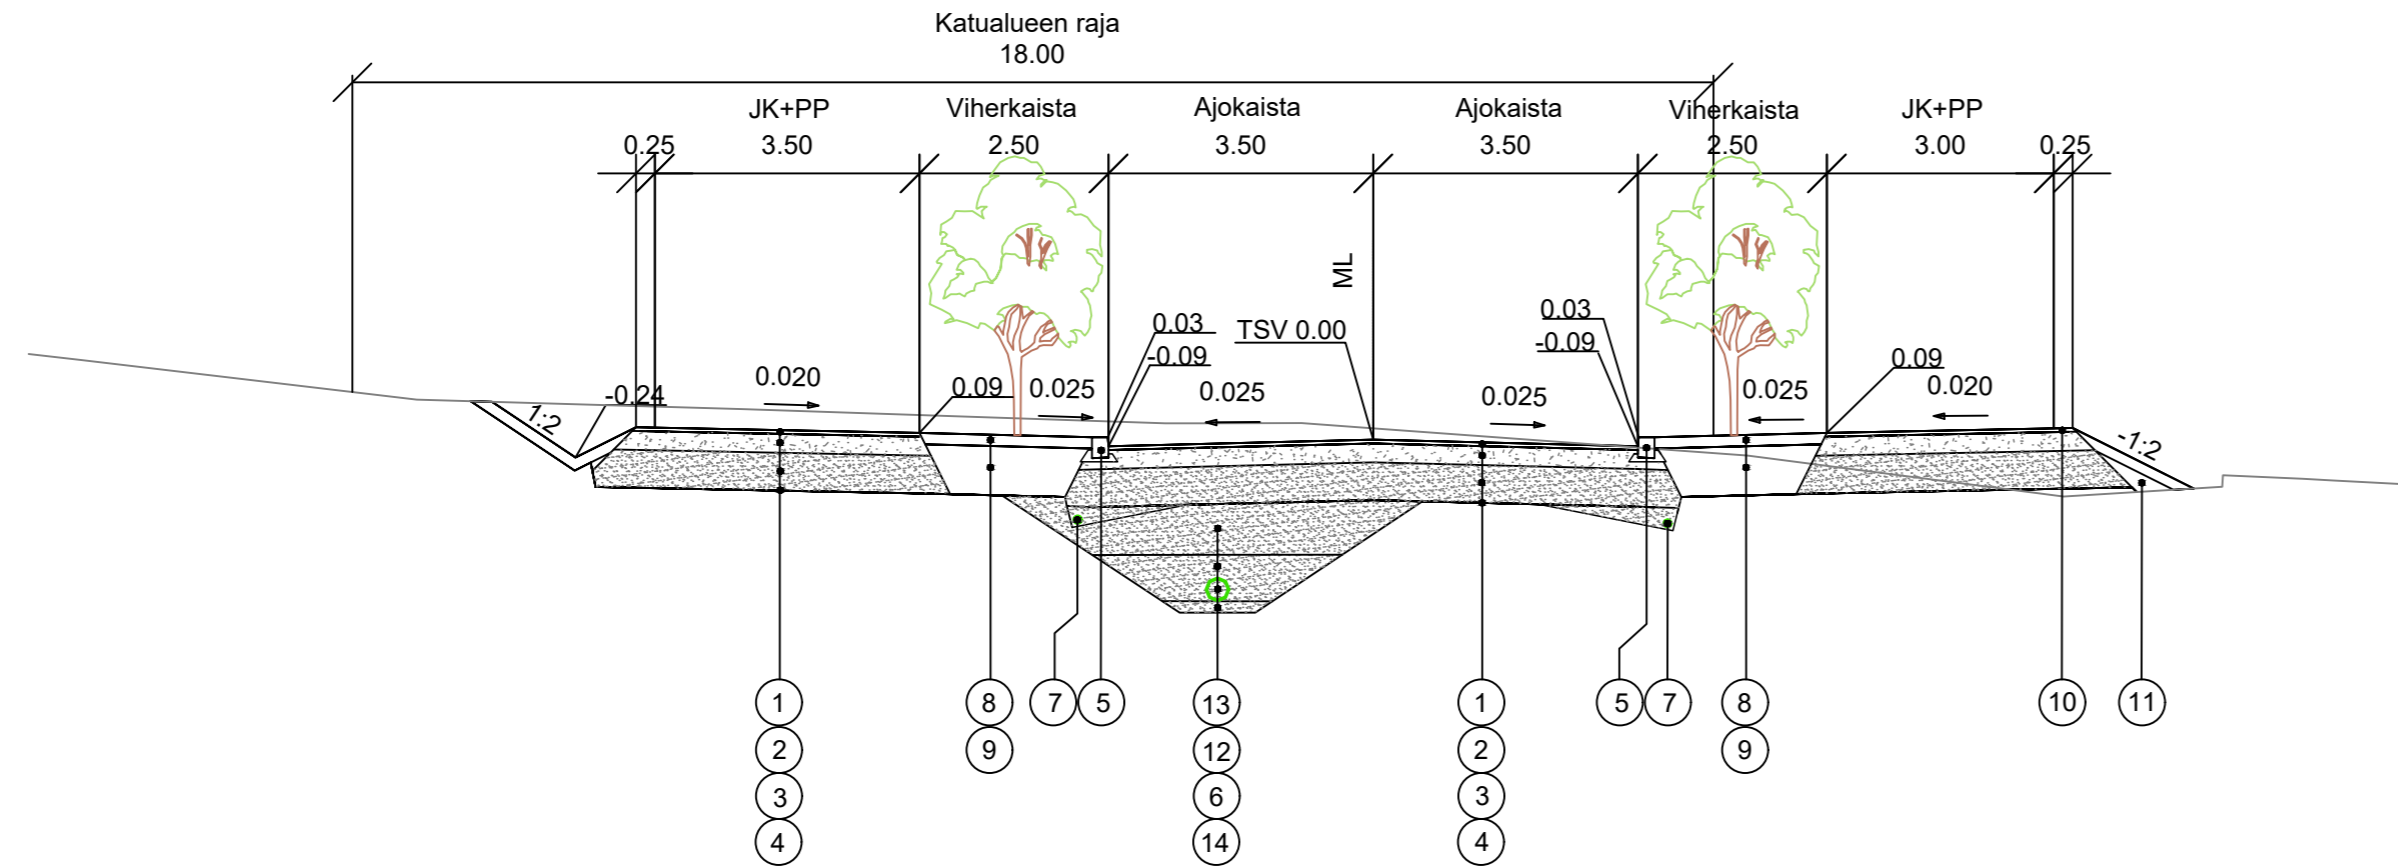 Katualueen raja
18.00
JK+PP Viherkaista Ajokaista Ajokaista Viherkaista JK+PP
0.25 3.50 2.50 3.50 3.50 2.50 3.00 0.25
ML
0.03 TSV 0.00 0.03
-0.09 -0.09
0.020 -0.24 0.09 0.025 0.025 0.025 0.025 0.09 0.020
1:2 -1:2
1 8 7 5 13 1 5 7 8 10 11
2 9 12 2 9
3 6 3
4 14 4